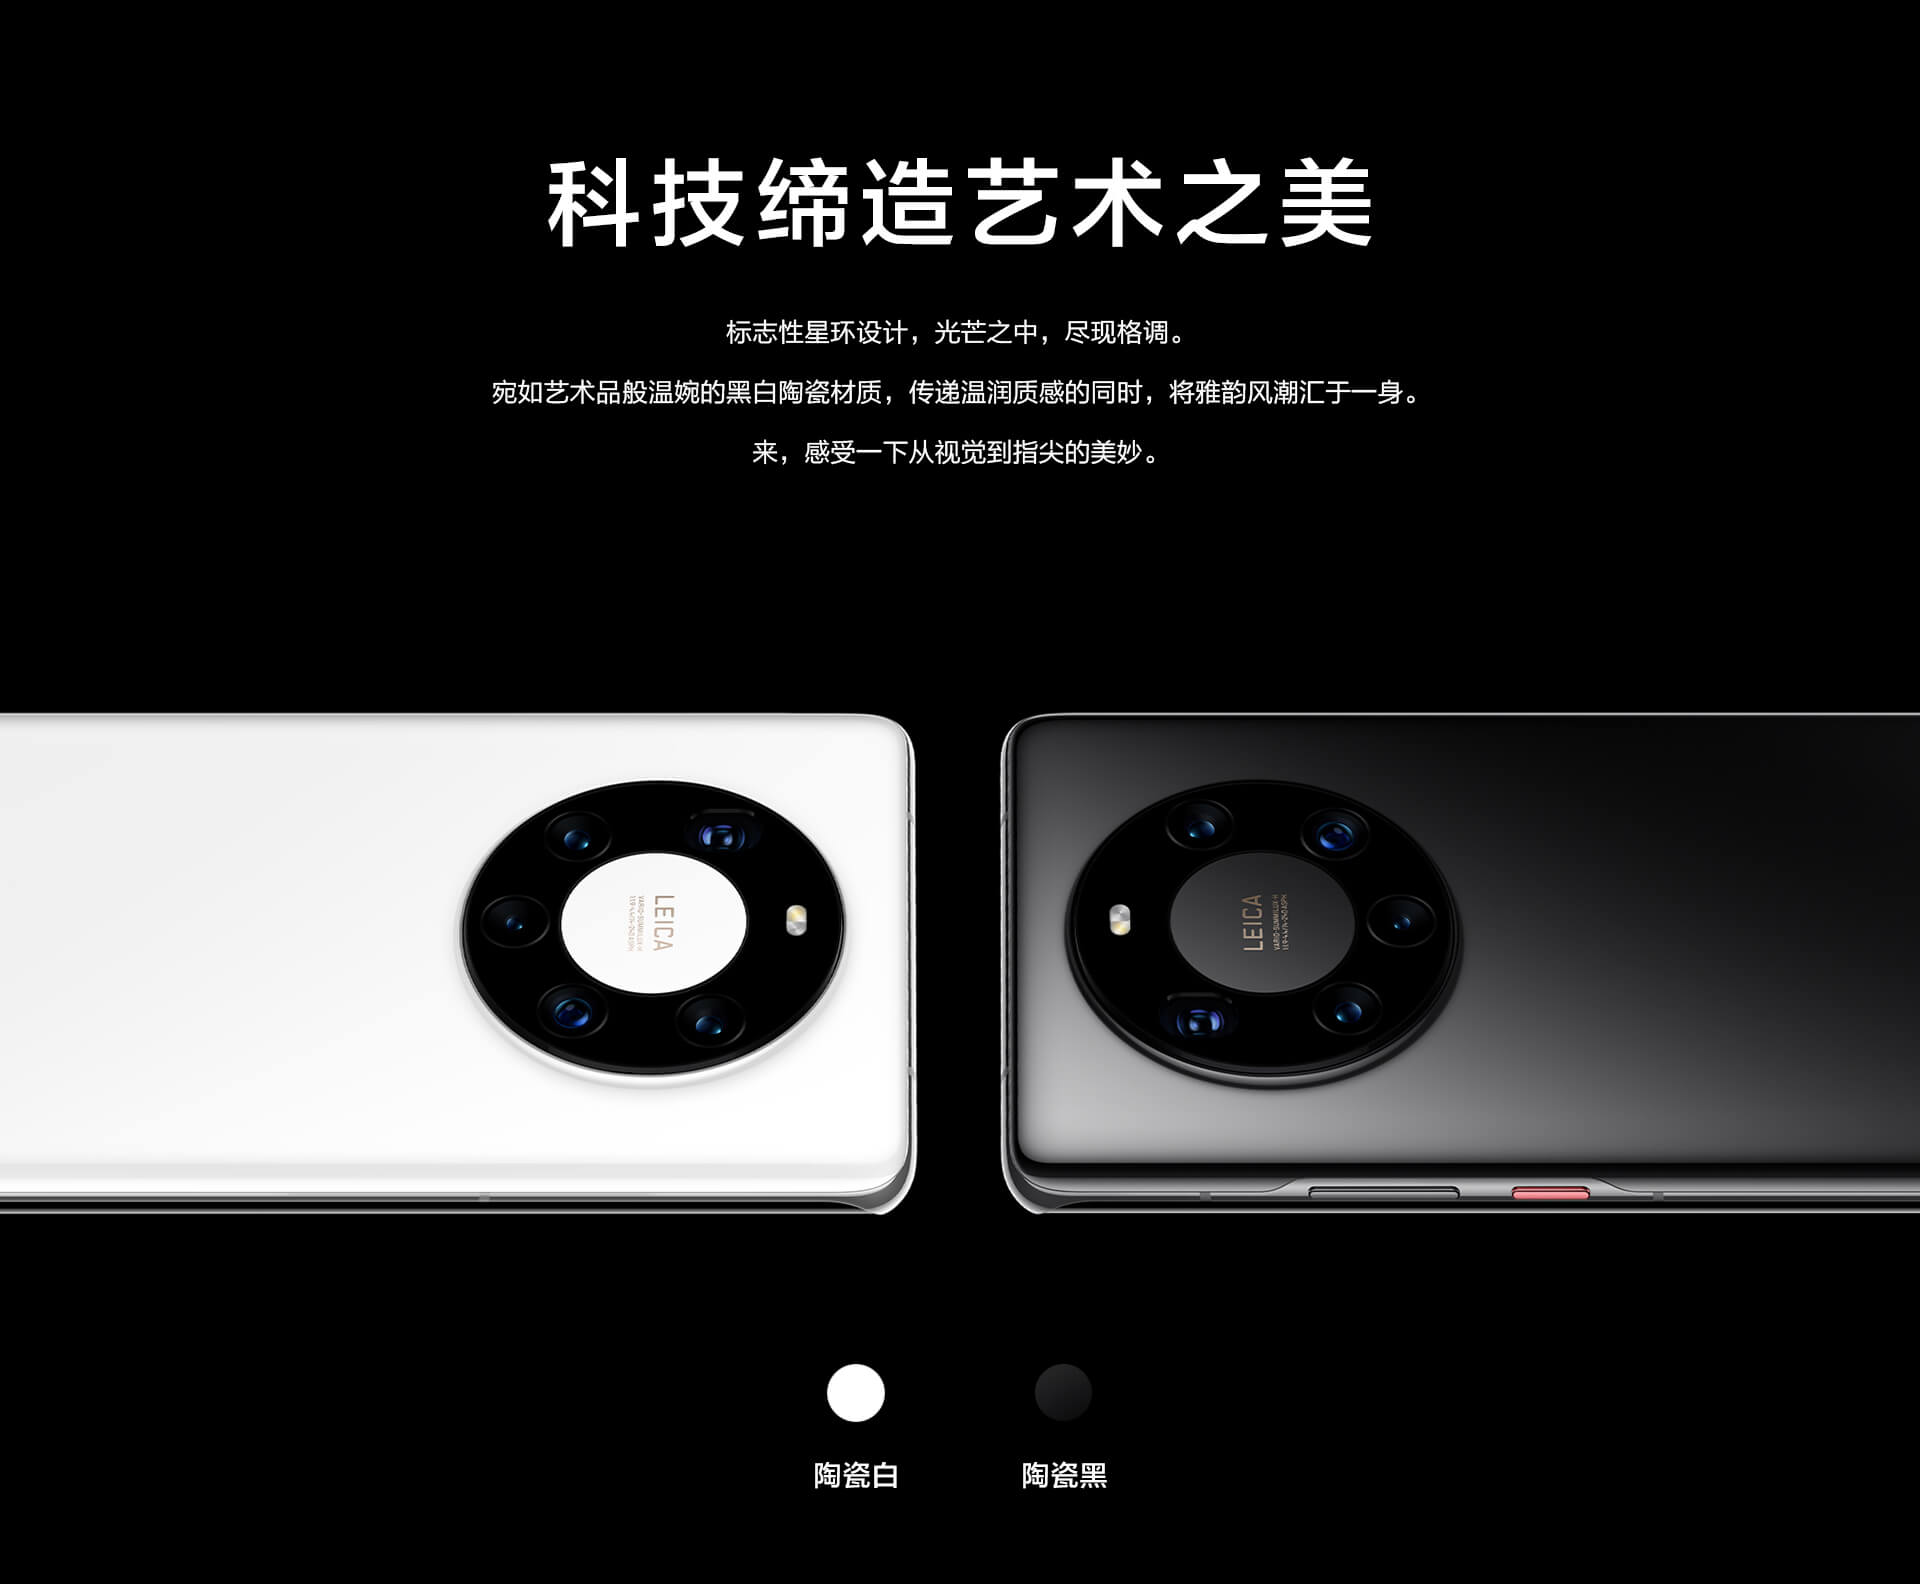 科技缔造艺术之美
标志性星环设计，光芒之中，尽现格调。
宛如艺术品般温婉的黑白陶瓷材质，传递温润质感的同时，将雅韵风潮汇于一身。
来，感受一下从视觉到指尖的美妙。
LEICA
VARIO-SUMMILUX-H
LEICA
VARIO-SUMMILUX-H
陶瓷白
陶瓷黑